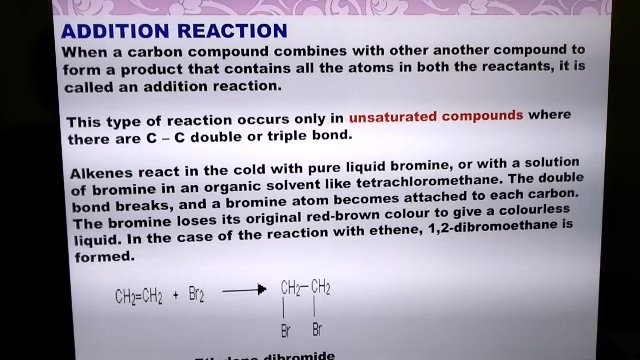 ADDITION REACTION
When a carbon compound combines with other another compound to
form a product that contains all the atoms in both the reactants, it is
called an addition reaction.
This type of reaction occurs only in unsaturated compounds where
there are C – C double or triple bond.
Alkenes react in the cold with pure liquid bromine, or with a solution
of bromine in an organic solvent like tetrachloromethane. The double
bond breaks, and a bromine atom becomes attached to each carbon.
The bromine loses its original red-brown colour to give a colourless
liquid. In the case of the reaction with ethene, 1,2-dibromoethane is
formed.
CH2=CH2 + Br2 → CH2–CH2
Br Br
dibromide